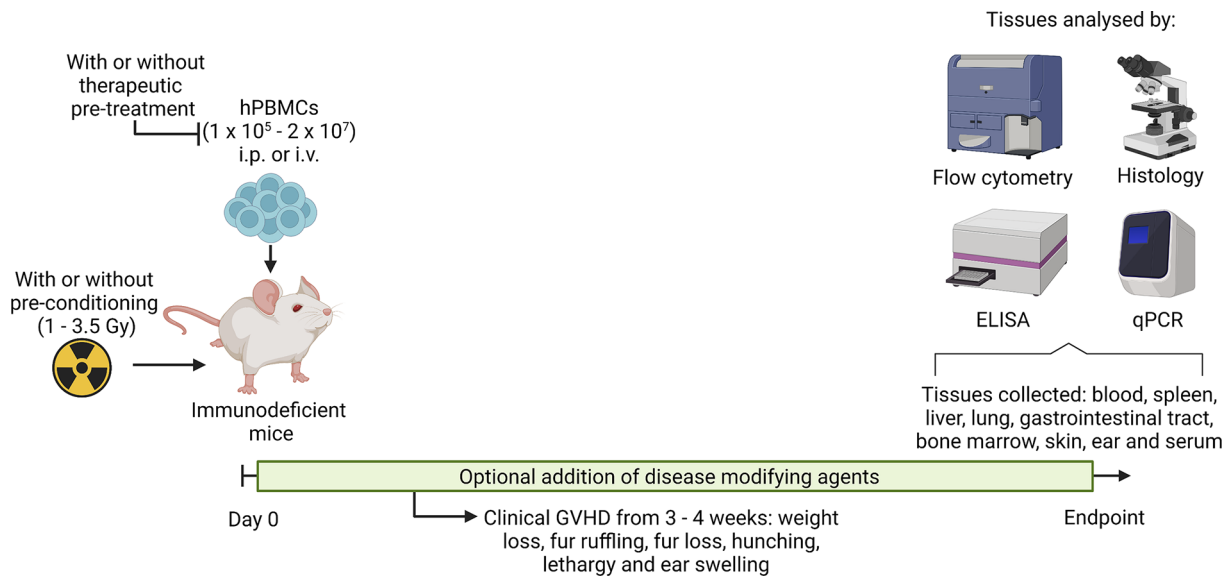 Tissues analysed by:
With or without
therapeutic
pre-treatment
hPBMCs
(1 x 10⁵ - 2 x 10⁷)
i.p. or i.v.
Flow cytometry
Histology
With or without
pre-conditioning
(1 - 3.5 Gy)
ELISA
qPCR
Immunodeficient
mice
Tissues collected: blood, spleen,
liver, lung, gastrointestinal tract,
bone marrow, skin, ear and serum
Optional addition of disease modifying agents
Day 0
Clinical GVHD from 3 - 4 weeks: weight
loss, fur ruffling, fur loss, hunching,
lethargy and ear swelling
Endpoint